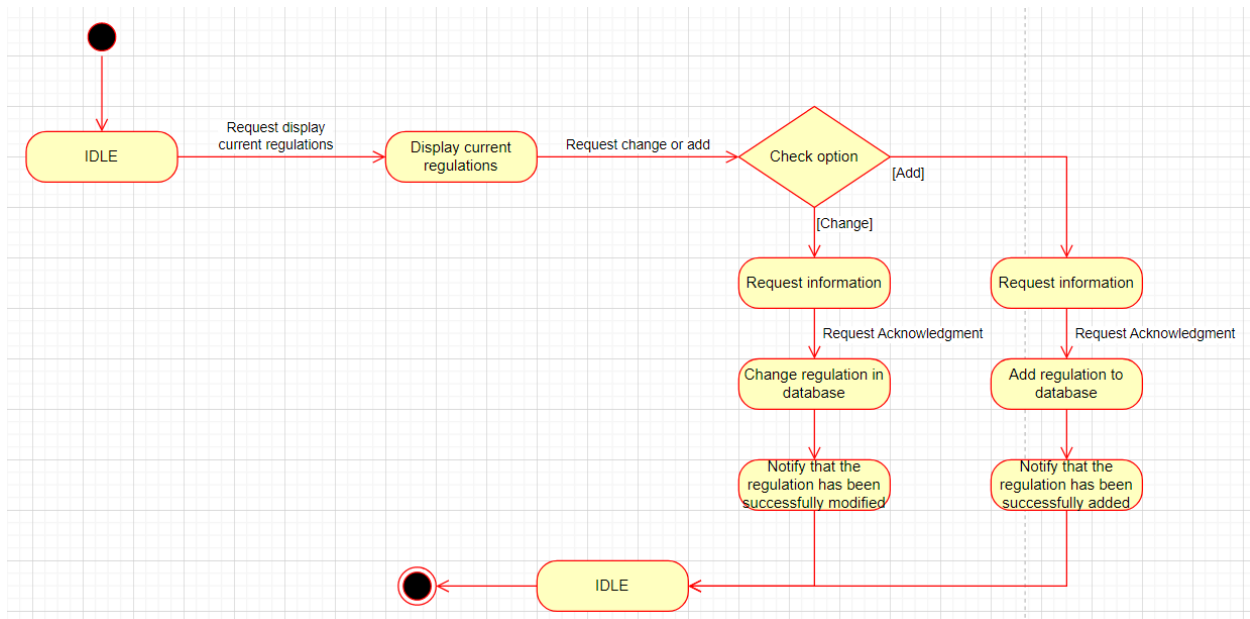 Request display
current regulations
IDLE
Display current
regulations
Request change or add
Check option
[Add]
[Change]
Request information
Request information
Request Acknowledgment
Request Acknowledgment
Change regulation in
database
Add regulation to
database
Notify that the
regulation has been
successfully modified
Notify that the
regulation has been
successfully added
IDLE